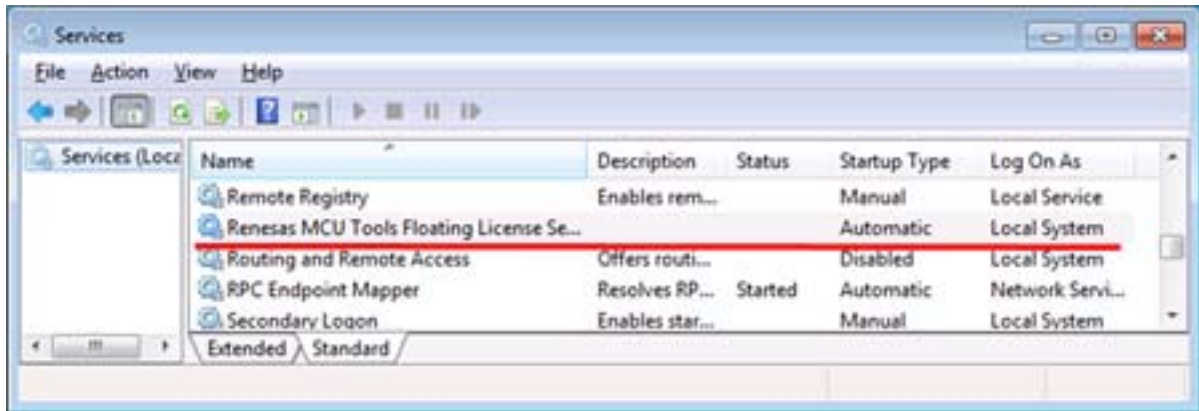 Services
File Action View Help
Services (Loca
Name Description Status Startup Type Log On As
Remote Registry Enables rem... Manual Local Service
Renesas MCU Tools Floating License Se... Automatic Local System
Routing and Remote Access Offers routi... Disabled Local System
RPC Endpoint Mapper Resolves RP... Started Automatic Network Servi...
Secondary Logon Enables star... Manual Local System
Extended Standard